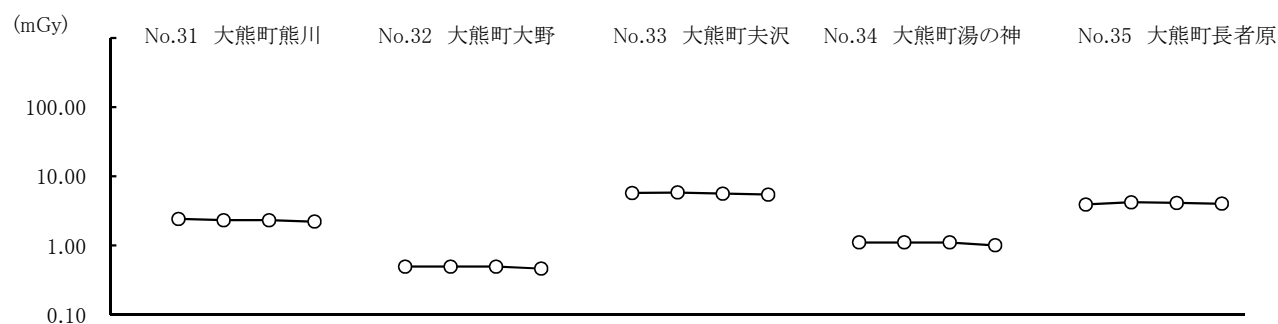 (mGy)
No.31 大熊町熊川
No.32 大熊町大野
No.33 大熊町夫沢
No.34 大熊町湯の神
No.35 大熊町長者原
100.00
10.00
1.00
0.10